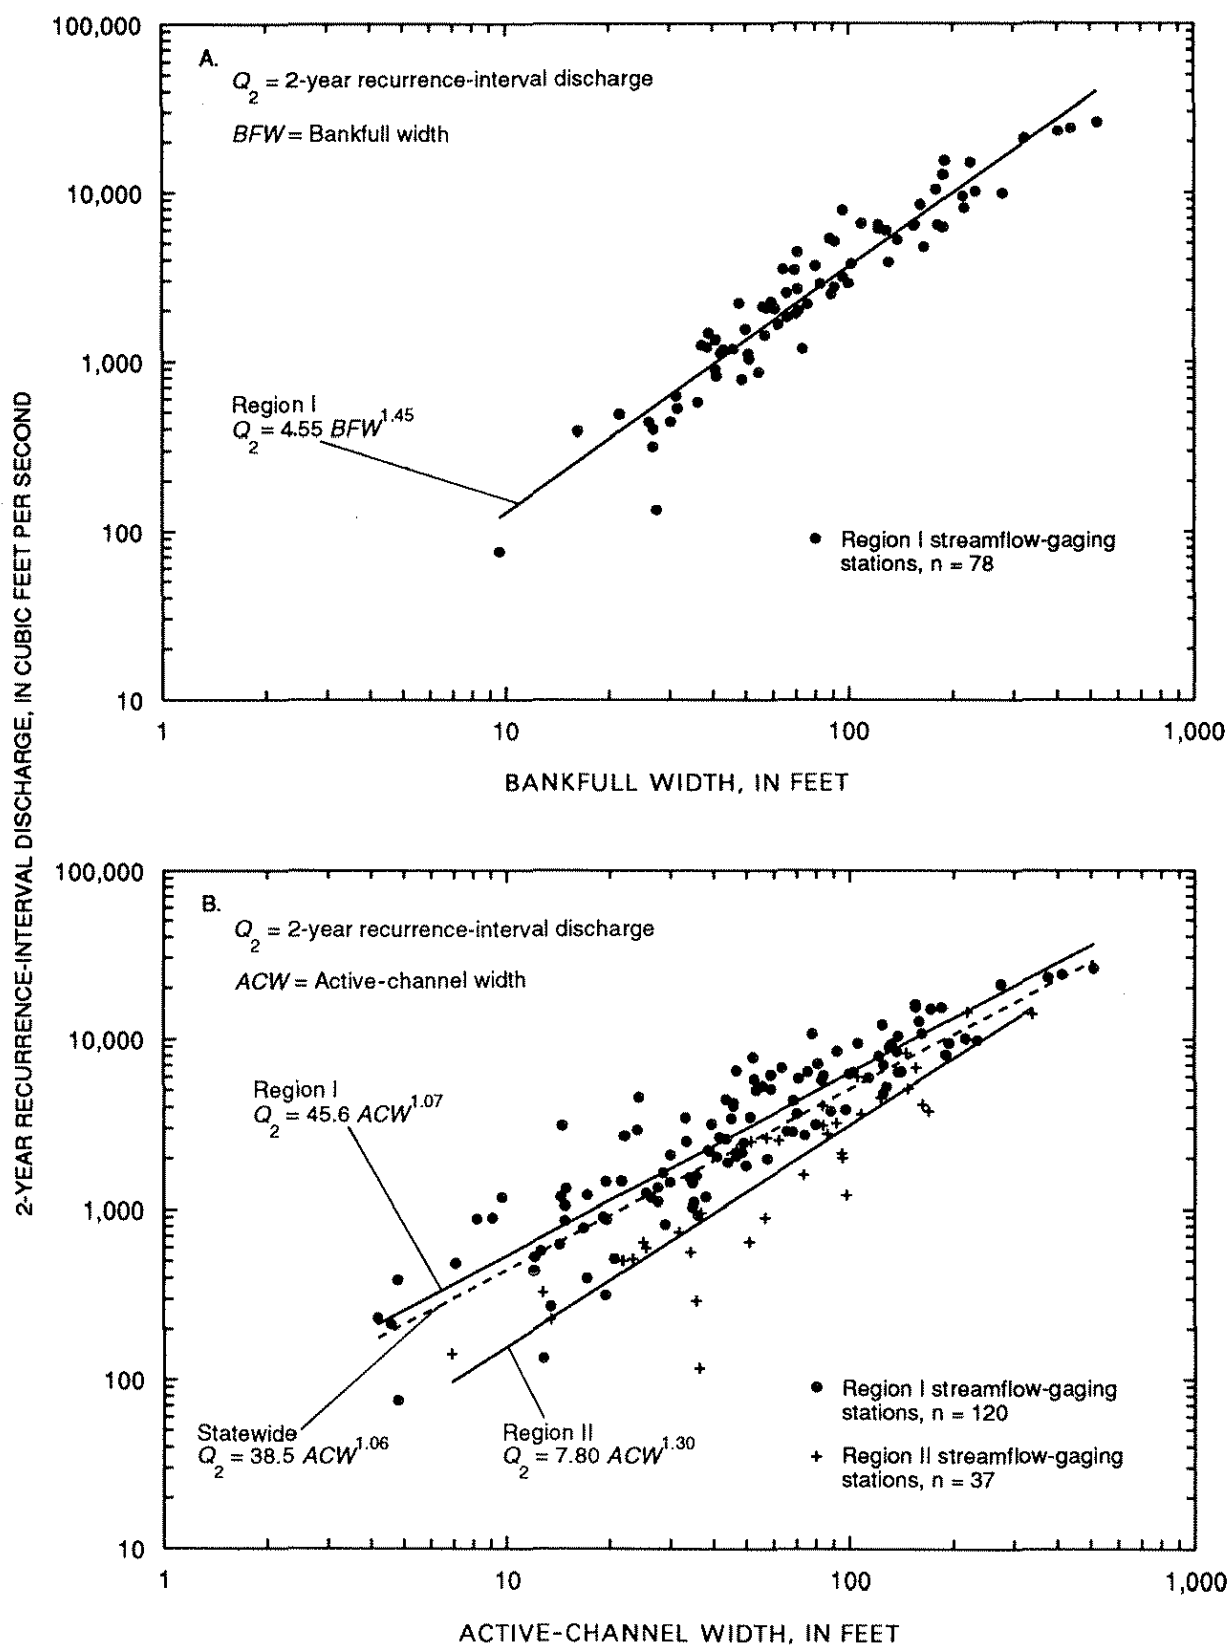 2-YEAR RECURRENCE-INTERVAL DISCHARGE, IN CUBIC FEET PER SECOND
100,000
10,000
1,000
100
10
A.
Q2 = 2-year recurrence-interval discharge
BFW = Bankfull width
Region I
Q2 = 4.55 BFW1.45
Region I streamflow-gaging
stations, n = 78
1 10 100 1,000
BANKFULL WIDTH, IN FEET
100,000
10,000
1,000
100
10
B.
Q2 = 2-year recurrence-interval discharge
ACW = Active-channel width
Region I
Q2 = 45.6 ACW1.07
Statewide
Q2 = 38.5 ACW1.06
Region II
Q2 = 7.80 ACW1.30
Region I streamflow-gaging
stations, n = 120
Region II streamflow-gaging
stations, n = 37
1 10 100 1,000
ACTIVE-CHANNEL WIDTH, IN FEET